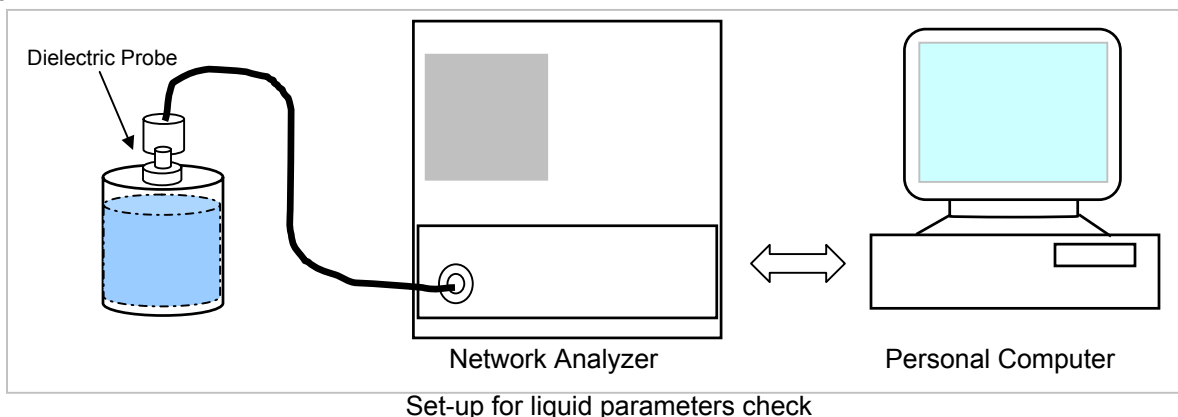 Dielectric Probe
Network Analyzer
Personal Computer
Set-up for liquid parameters check